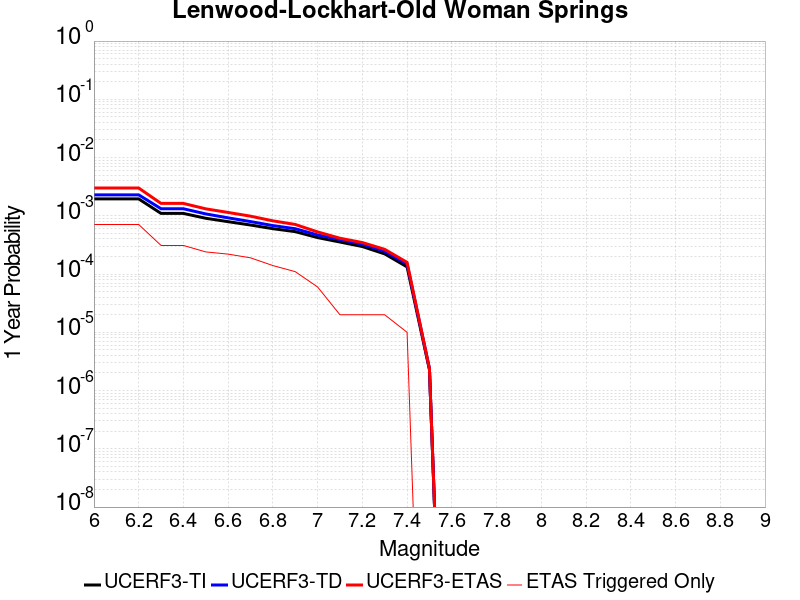 Lenwood-Lockhart-Old Woman Springs
10^0
10^-1
10^-2
10^-3
10^-4
10^-5
10^-6
10^-7
10^-8
1 Year Probability
6 6.2 6.4 6.6 6.8 7 7.2 7.4 7.6 7.8 8 8.2 8.4 8.6 8.8 9
Magnitude
UCERF3-TI UCERF3-TD UCERF3-ETAS ETAS Triggered Only